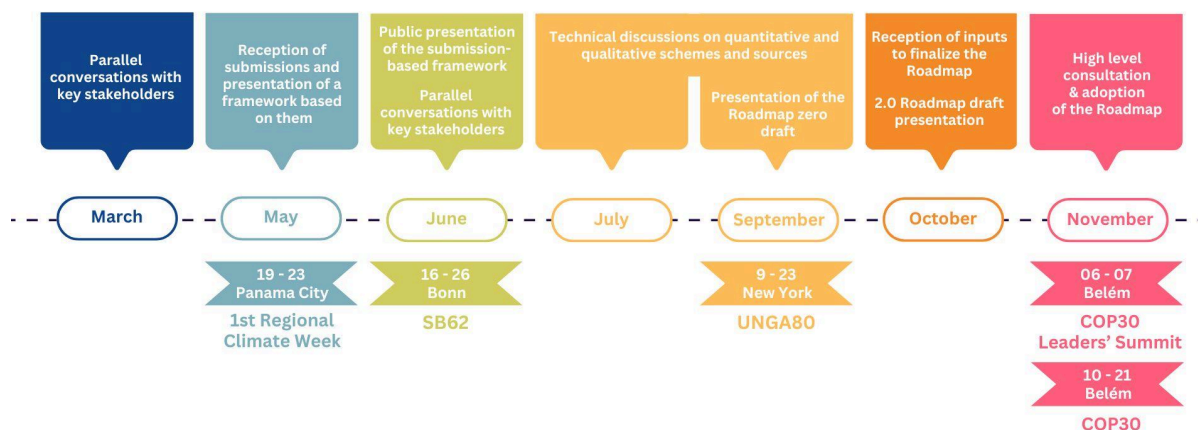 Parallel
conversations with
key stakeholders
Reception of
submissions and
presentation of a
framework based
on them
Public presentation
of the submission-
based framework
Parallel
conversations with
key stakeholders
Technical discussions on quantitative and
qualitative schemes and sources
Presentation of the
Roadmap zero
draft
Reception of inputs
to finalize the
Roadmap
2.0 Roadmap draft
presentation
High level
consultation
& adoption
of the Roadmap
March
May
June
July
September
October
November
19 - 23
Panama City
1st Regional
Climate Week
16 - 26
Bonn
SB62
9 - 23
New York
UNGA80
06 - 07
Belém
COP30
Leaders’ Summit
10 - 21
Belém
COP30